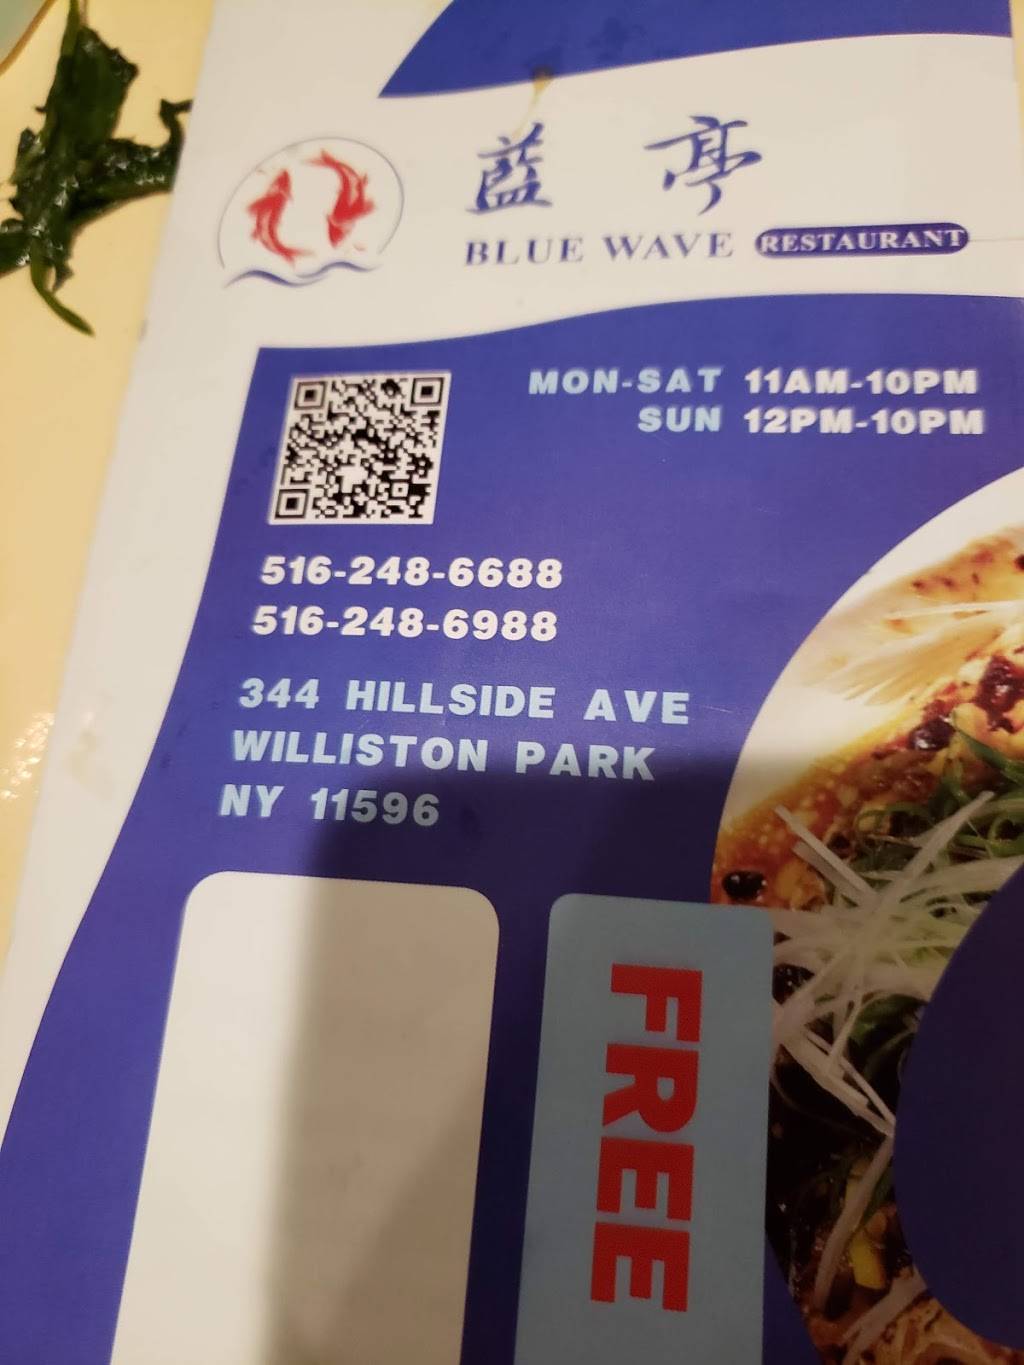 藍亭
BLUE WAVE RESTAURANT
MON-SAT 11AM-10PM
SUN 12PM-10PM
516-248-6688
516-248-6988
344 HILLSIDE AVE
WILLISTON PARK
NY 11596
FREE